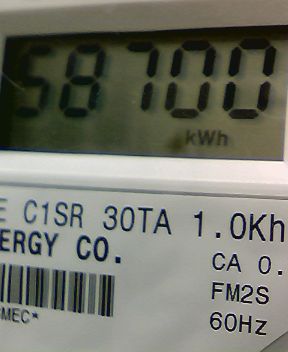 58700
kWh
E C1SR 30TA 1.0Kh
ERGY CO.
CA 0.
FM2S
MEC*
60Hz